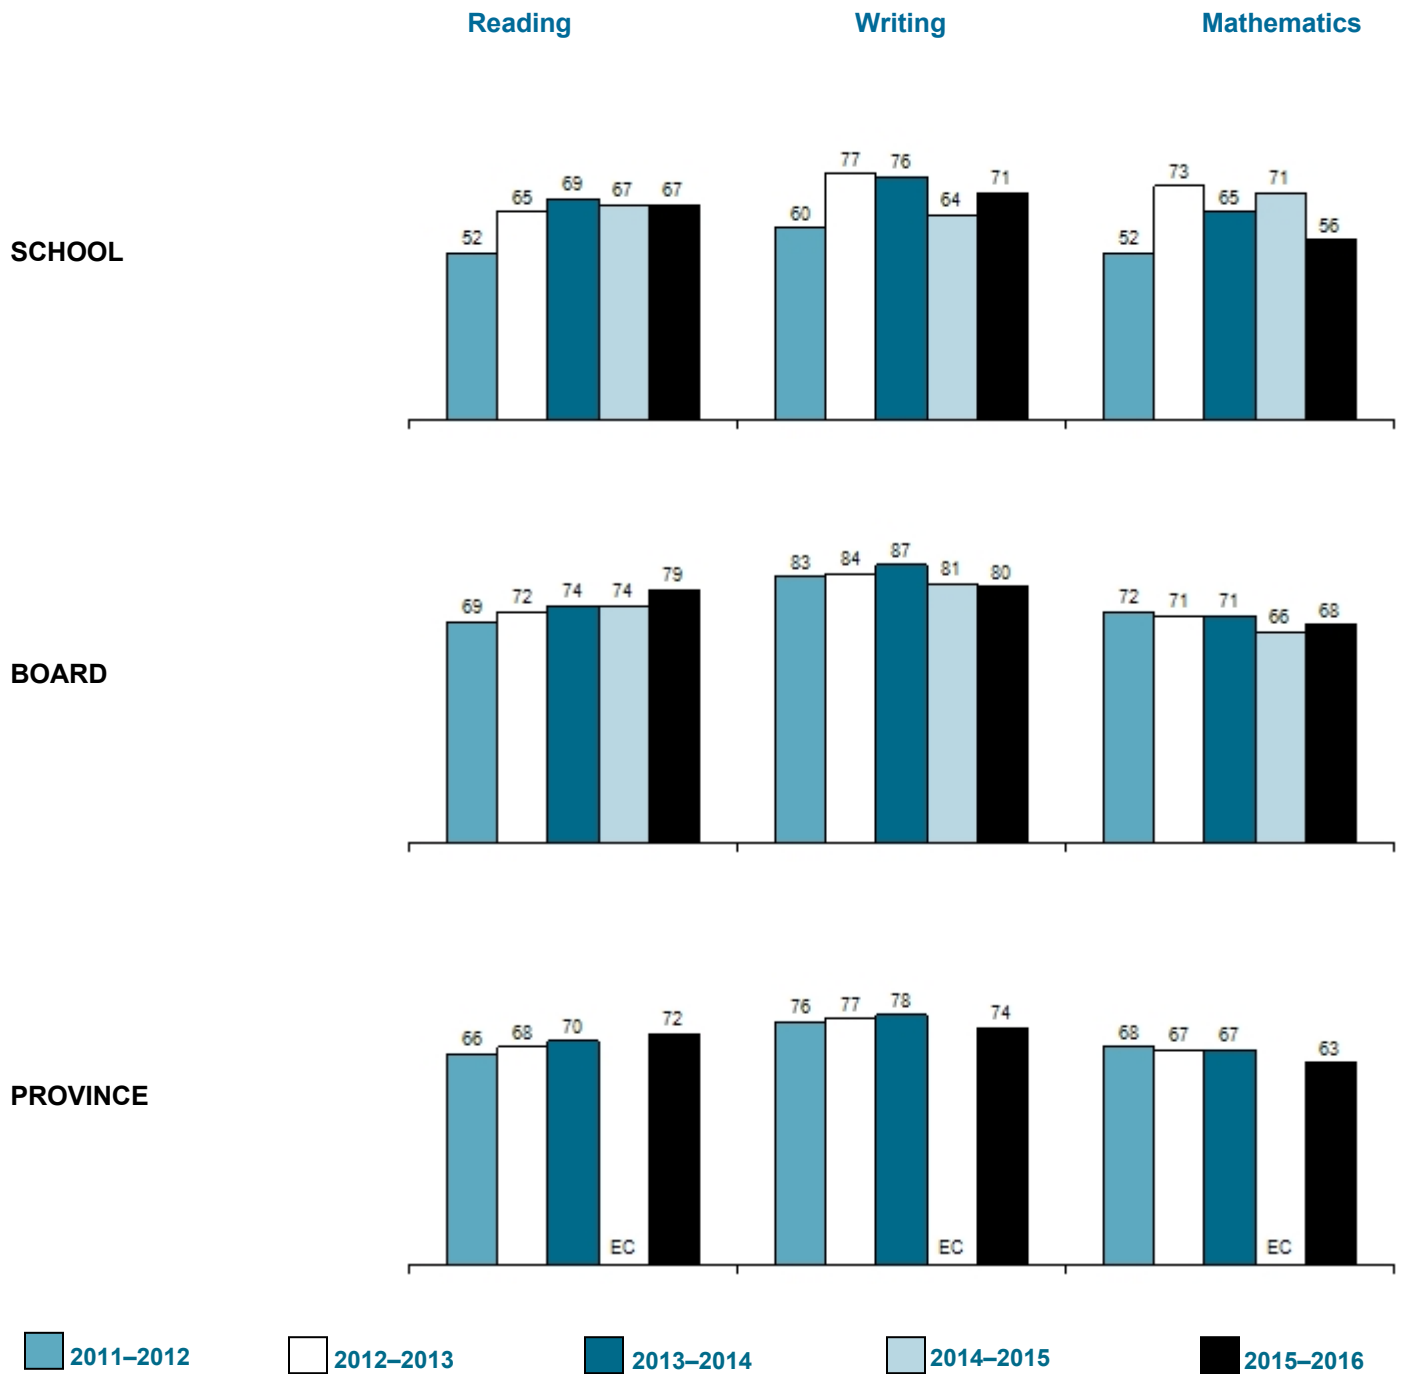 Reading Writing Mathematics
77 76
73
69 71 71
65 67 67 65
60 64
52 52 56
SCHOOL
83 84 87 81 80
79
69 72 74 74 72 71 71 66 68
BOARD
76 77 78 74
66 68 70 72 68 67 67 63
PROVINCE
EC EC EC
2011–2012 2012–2013 2013–2014 2014–2015 2015–2016